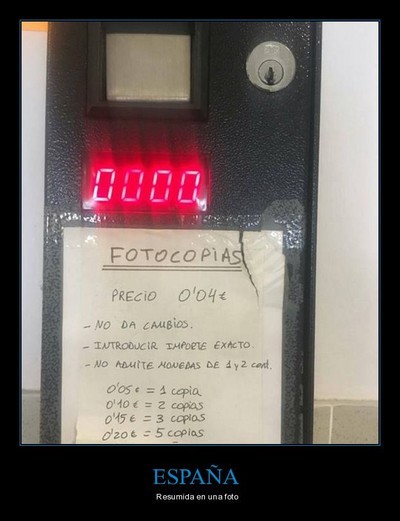 0000
FOTOCOPIAS
PRECIO 0'04€
- NO DA CAMBIOS.
- INTRODUCIR IMPORTE EXACTO.
- NO ADMITE MONEDAS DE 1 y 2 cent.
0'05€ = 1 copia
0'10€ = 2 copias
0'15€ = 3 copias
0'20€ = 5 copias
ESPAÑA
Resumida en una foto